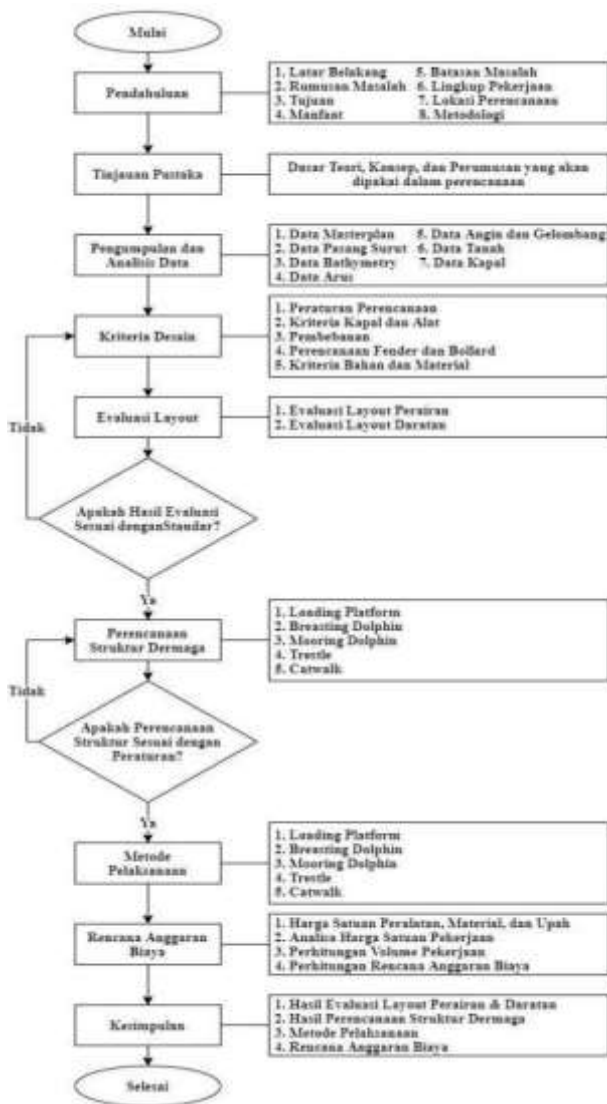 Mulai
Pendahuluan
1. Latar Belakang
2. Rumusan Masalah
3. Tujuan
4. Manfaat
5. Batasan Masalah
6. Lingkup Pekerjaan
7. Lokasi Perencanaan
8. Metodologi
Tinjauan Pustaka
Dasar Teori, Konsep, dan Perumusan yang akan
dipakai dalam perencanaan
Pengumpulan dan
Analisis Data
1. Data Masterplan
2. Data Pasang Surut
3. Data Bathymetry
4. Data Arus
5. Data Angin dan Gelombang
6. Data Tanah
7. Data Kapal
Kriteria Desain
1. Peraturan Perencanaan
2. Kriteria Kapal dan Alat
3. Pembebanan
4. Perencanaan Fender dan Bollard
5. Kriteria Bahan dan Material
Evaluasi Layout
1. Evaluasi Layout Perairan
2. Evaluasi Layout Daratan
Tidak
Apakah Hasil Evaluasi
Sesuai denganStandar?
Ya
Perencanaan
Struktur Dermaga
1. Loading Platform
2. Breasting Dolphin
3. Mooring Dolphin
4. Trestle
5. Catwalk
Tidak
Apakah Perencanaan
Struktur Sesuai dengan
Peraturan?
Ya
Metode
Pelaksanaan
1. Loading Platform
2. Breasting Dolphin
3. Mooring Dolphin
4. Trestle
5. Catwalk
Rencana Anggaran
Biaya
1. Harga Satuan Peralatan, Material, dan Upah
2. Analisa Harga Satuan Pekerjaan
3. Perhitungan Volume Pekerjaan
4. Perhitungan Rencana Anggaran Biaya
Kesimpulan
1. Hasil Evaluasi Layout Perairan & Daratan
2. Hasil Perencanaan Struktur Dermaga
3. Metode Pelaksanaan
4. Rencana Anggaran Biaya
Selesai